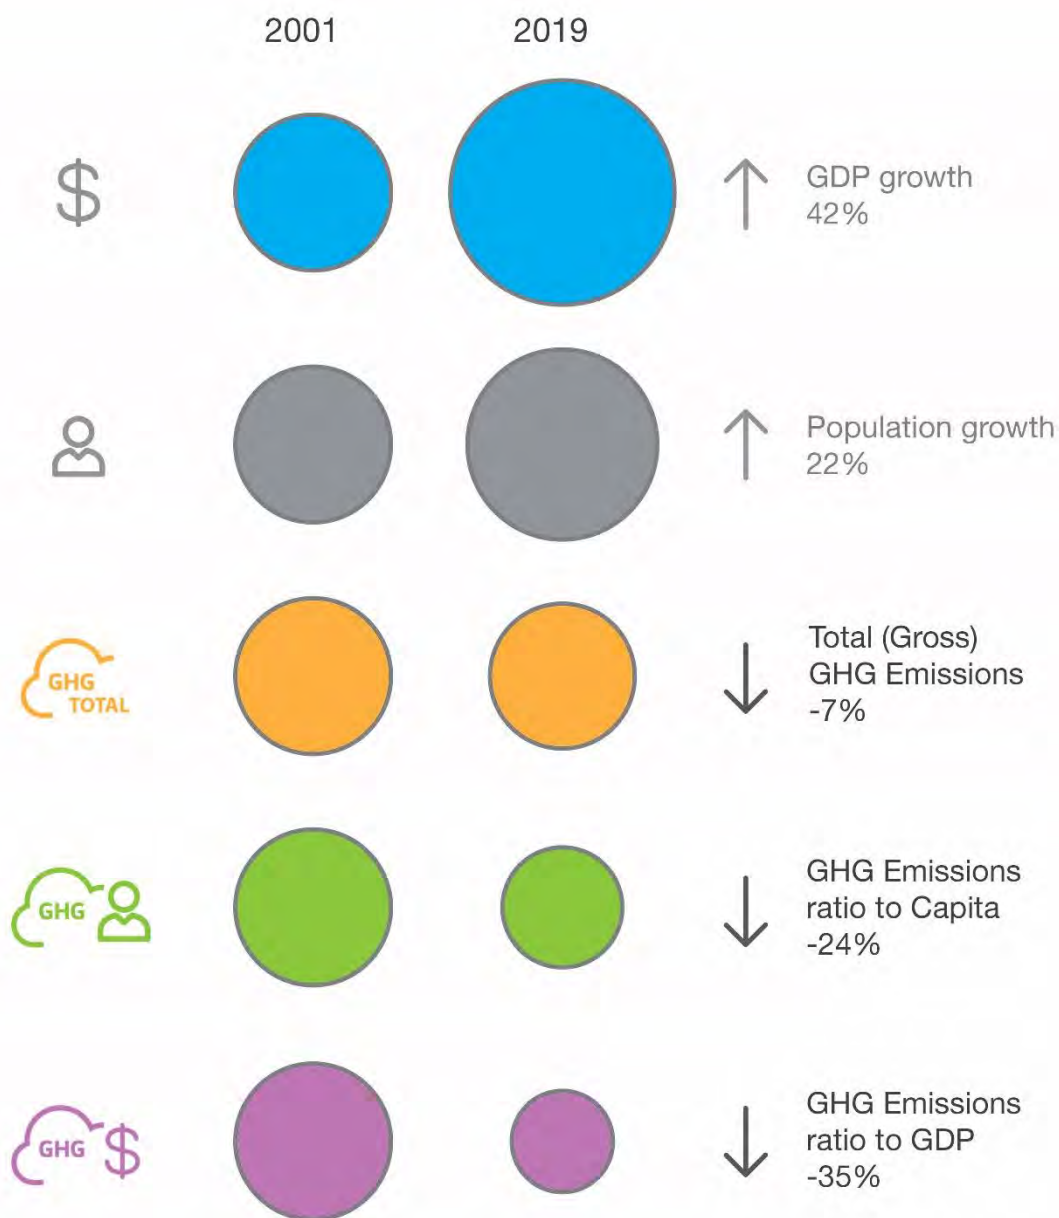 2001 2019
$
GDP growth
42%
Population growth
22%
GHG
TOTAL
Total (Gross)
GHG Emissions
-7%
GHG
GHG Emissions
ratio to Capita
-24%
GHG $
GHG Emissions
ratio to GDP
-35%